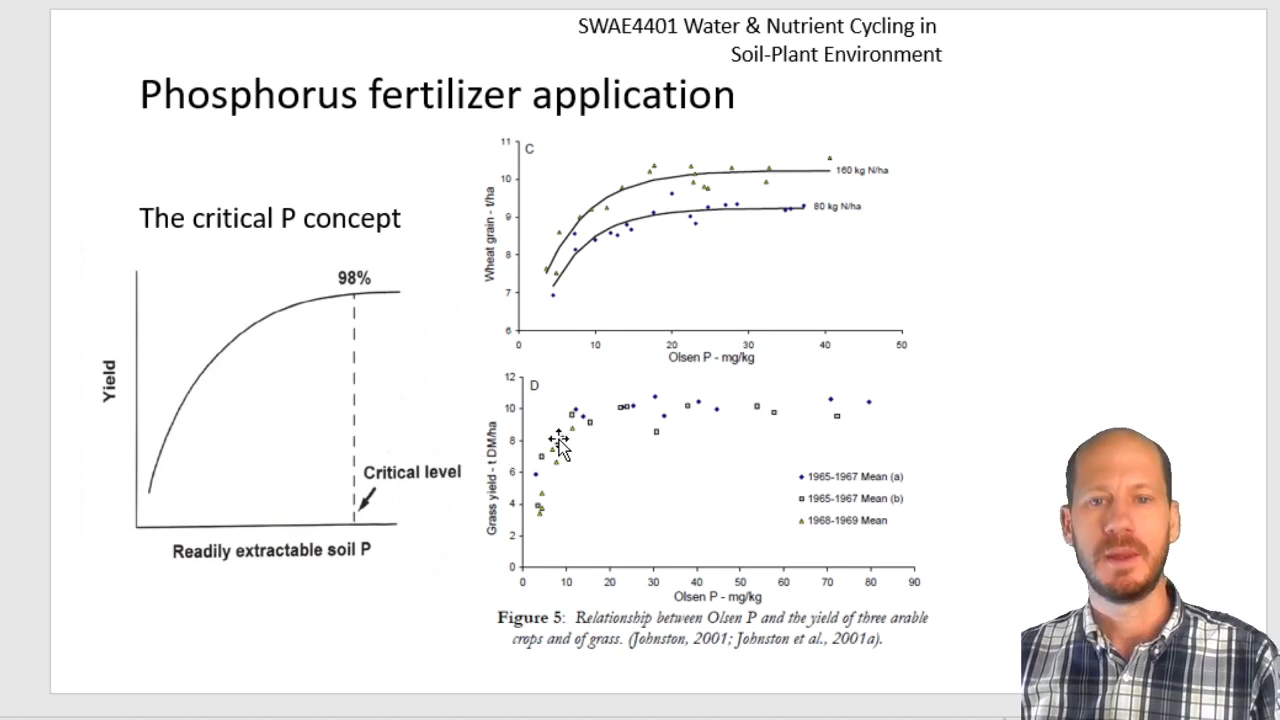 SWAE4401 Water & Nutrient Cycling in
Soil-Plant Environment
Phosphorus fertilizer application
The critical P concept
98%
Yield
Critical level
Readily extractable soil P
C
11
10
9
8
7
6
Wheat grain - t/ha
160 kg N/ha
80 kg N/ha
0 10 20 30 40 50
Olsen P - mg/kg
D
12
10
8
6
4
2
0
Grass yield - t DM/ha
1965-1967 Mean (a)
1965-1967 Mean (b)
1968-1969 Mean
0 10 20 30 40 50 60 70 80 90
Olsen P - mg/kg
Figure 5: Relationship between Olsen P and the yield of three arable
crops and of grass. (Johnston, 2001; Johnston et al., 2001a).